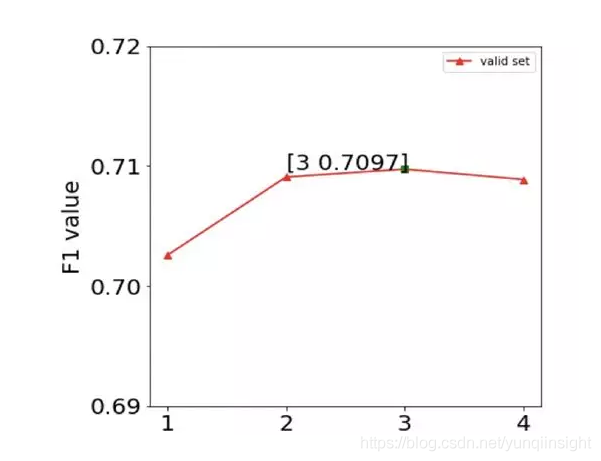 0.72
valid set
[3 0.7097]
0.71
F1 value
0.70
0.69
1 2 3 4
https://blog.csdn.net/yunqiinsight